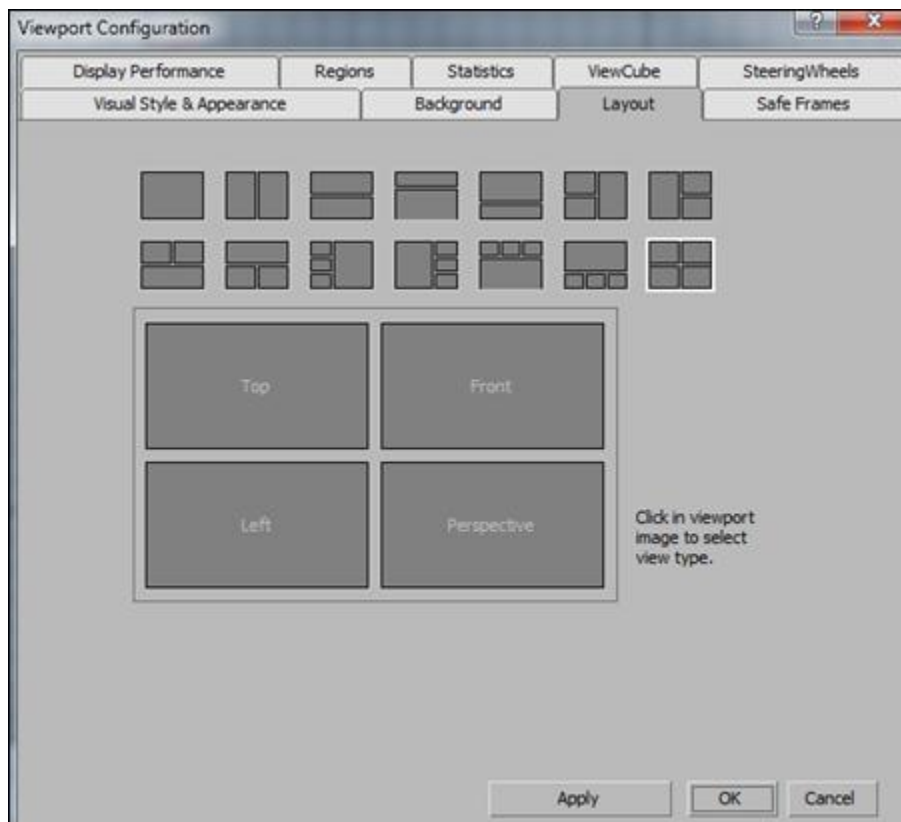 Viewport Configuration
?
Display Performance
Regions
Statistics
ViewCube
SteeringWheels
Visual Style & Appearance
Background
Layout
Safe Frames
Top
Front
Left
Perspective
Click in viewport
image to select
view type.
Apply
OK
Cancel